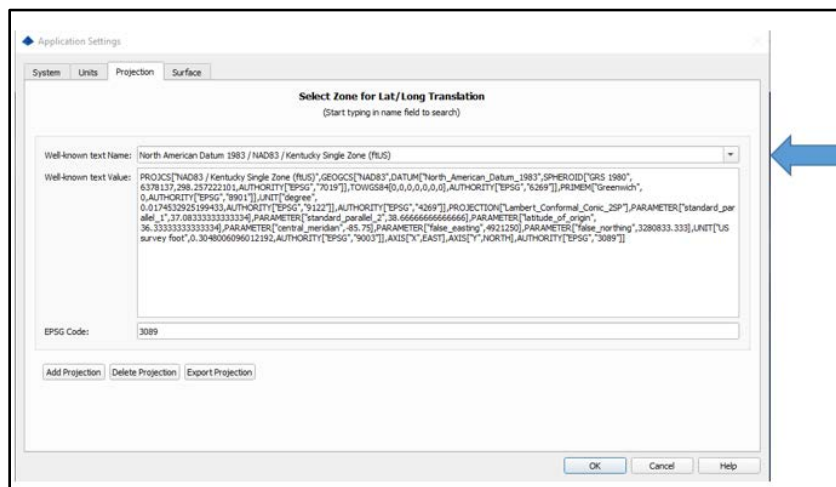 Application Settings
System Units Projection Surface
Select Zone for Lat/Long Translation
(Start typing in name field to search)
Well-known text Name: North American Datum 1983 / NAD83 / Kentucky Single Zone (ftUS)
Well-known text Value: PROJCS["NAD83 / Kentucky Single Zone (ftUS)",GEOGCS["NAD83",DATUM["North_American_Datum_1983",SPHEROID["GRS 1980",
6378137,298.257222101,AUTHORITY["EPSG","7019"]],TOWGS84[0,0,0,0,0,0,0],AUTHORITY["EPSG","6269"]],PRIMEM["Greenwich",
0,AUTHORITY["EPSG","8901"]],UNIT["degree",
0.0174532925199433,AUTHORITY["EPSG","9122"]],AUTHORITY["EPSG","4269"]],PROJECTION["Lambert_Conformal_Conic_2SP"],PARAMETER["standard_par
allel_1",37.08333333333334],PARAMETER["standard_parallel_2",38.66666666666666],PARAMETER["latitude_of_origin",
36.33333333333334],PARAMETER["central_meridian",-85.75],PARAMETER["false_easting",4921250],PARAMETER["false_northing",3280833.333],UNIT["US
survey foot",0.3048006096012192,AUTHORITY["EPSG","9003"]],AXIS["X",EAST],AXIS["Y",NORTH],AUTHORITY["EPSG","3089"]]
EPSG Code: 3089
Add Projection Delete Projection Export Projection
OK Cancel Help